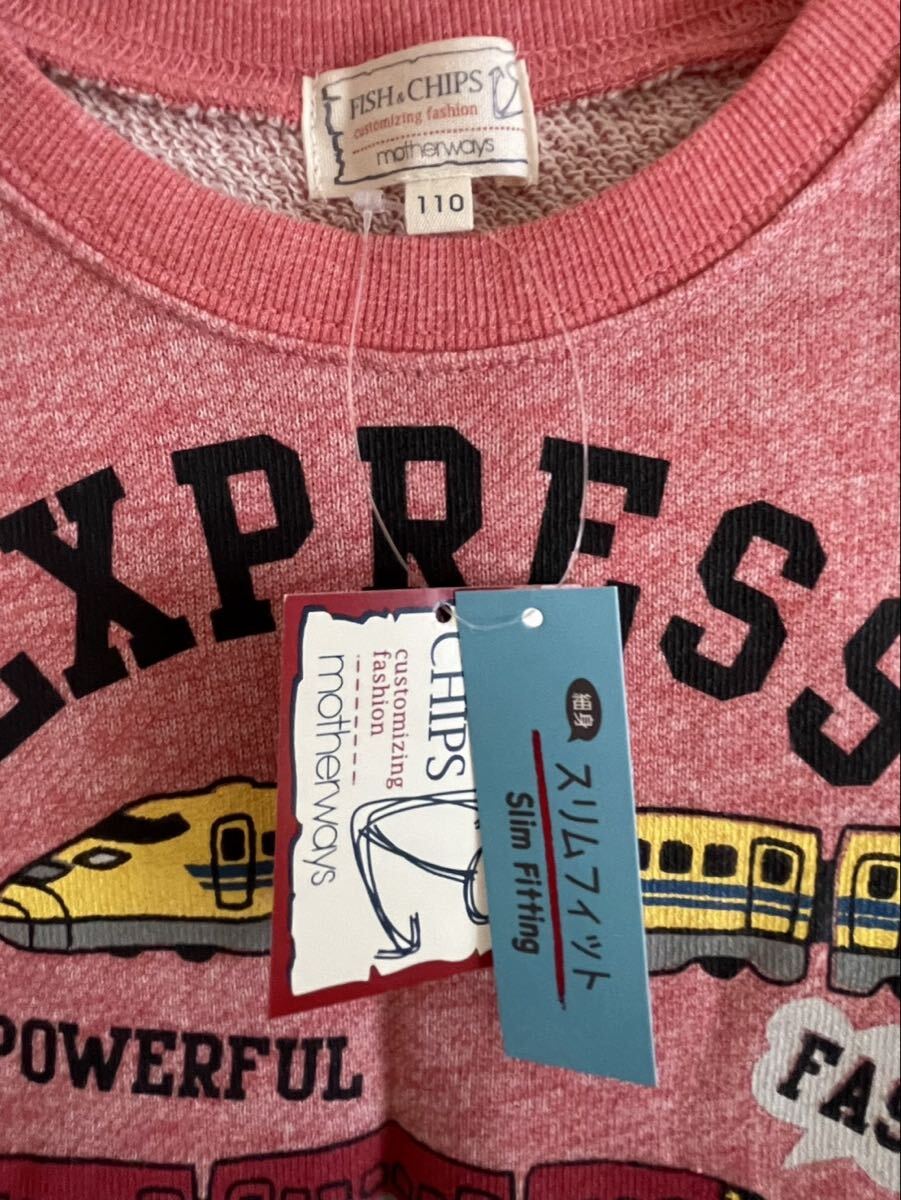 FISH & CHIPS
customizing fashion
motherways
110
EXPRESS
CHIPS
customizing
fashion
motherways
細身
スリムフィット
Slim Fitting
POWERFUL
FAS